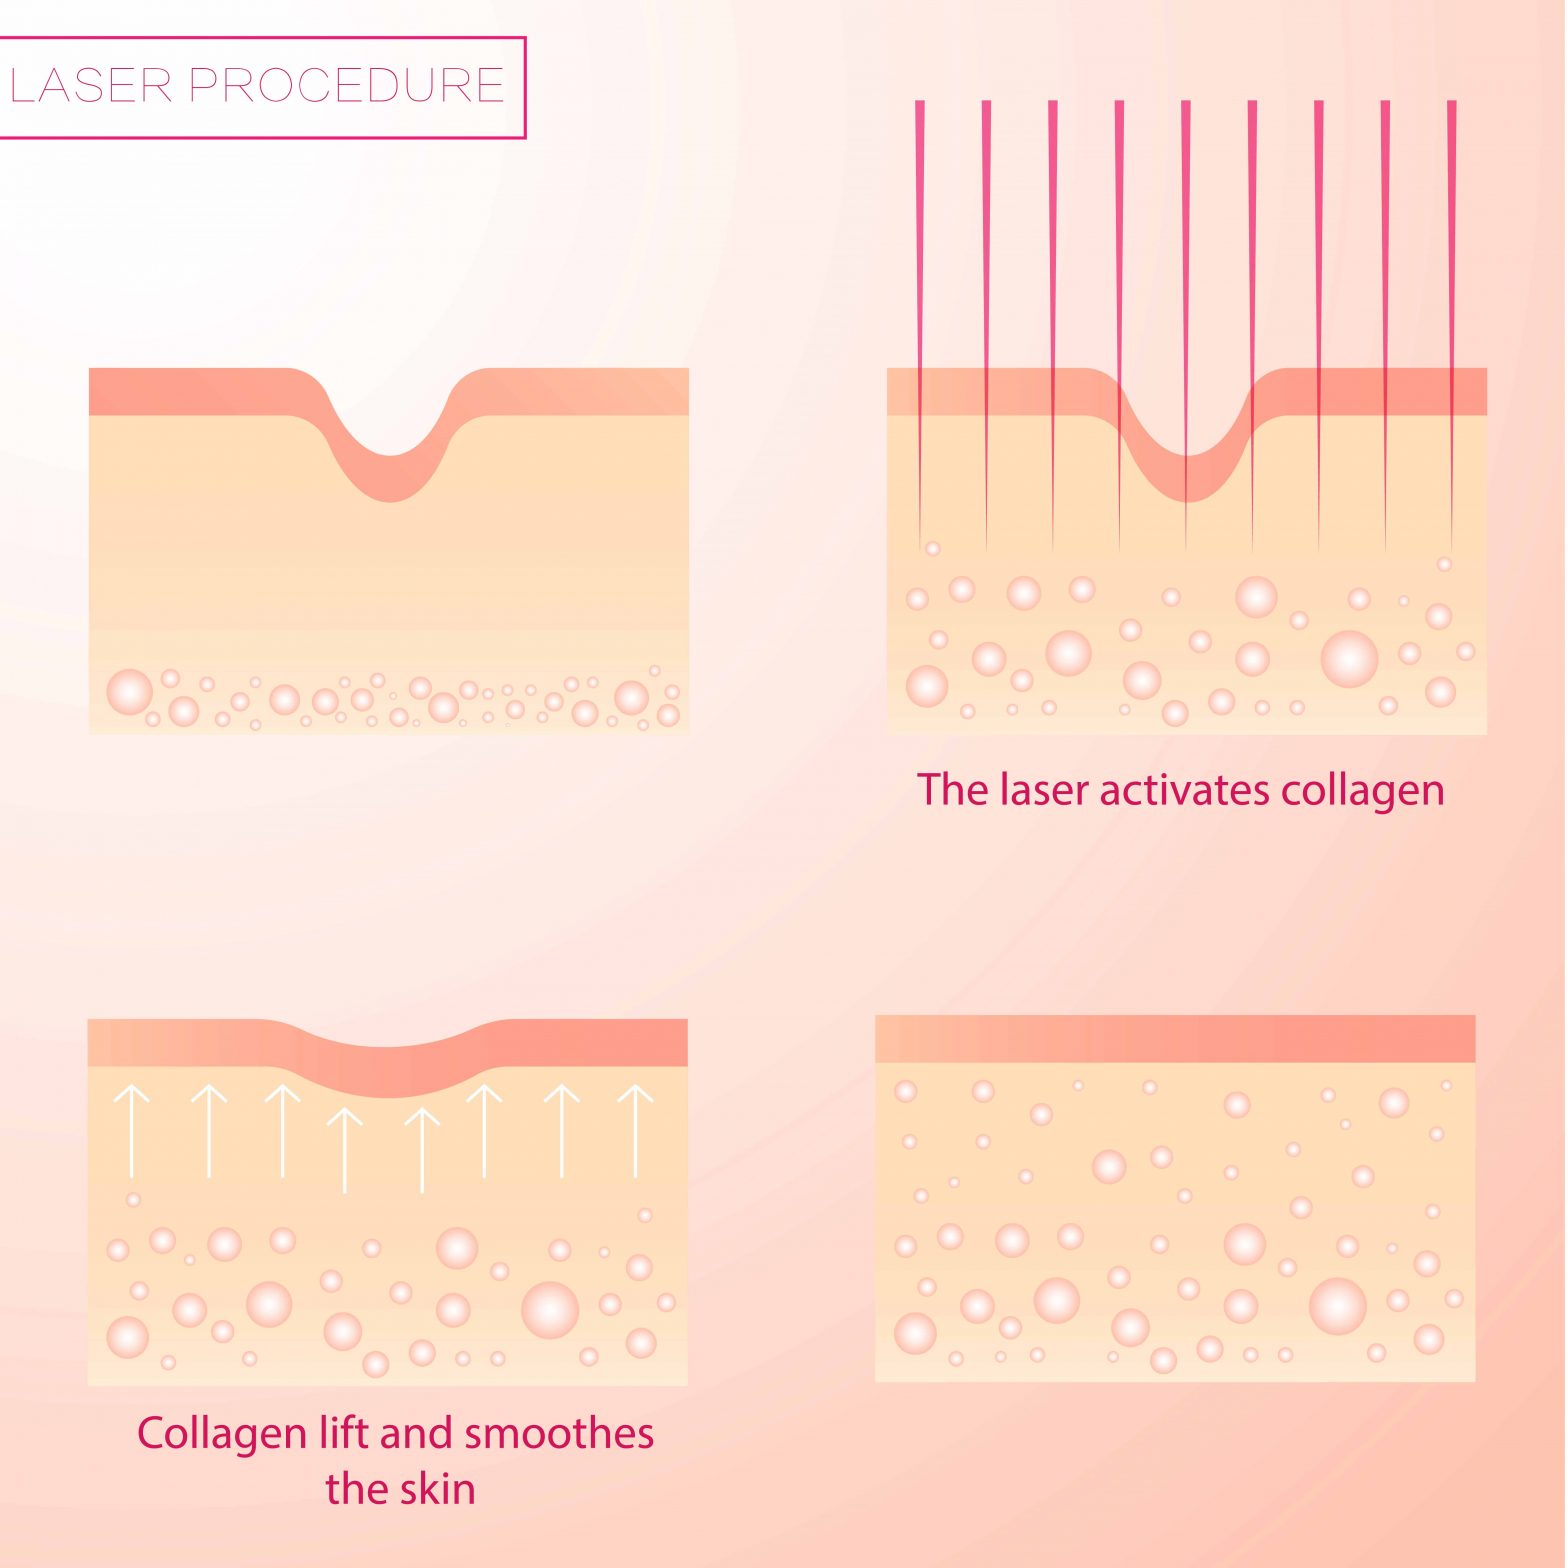 LASER PROCEDURE
The laser activates collagen
Collagen lift and smoothes
the skin